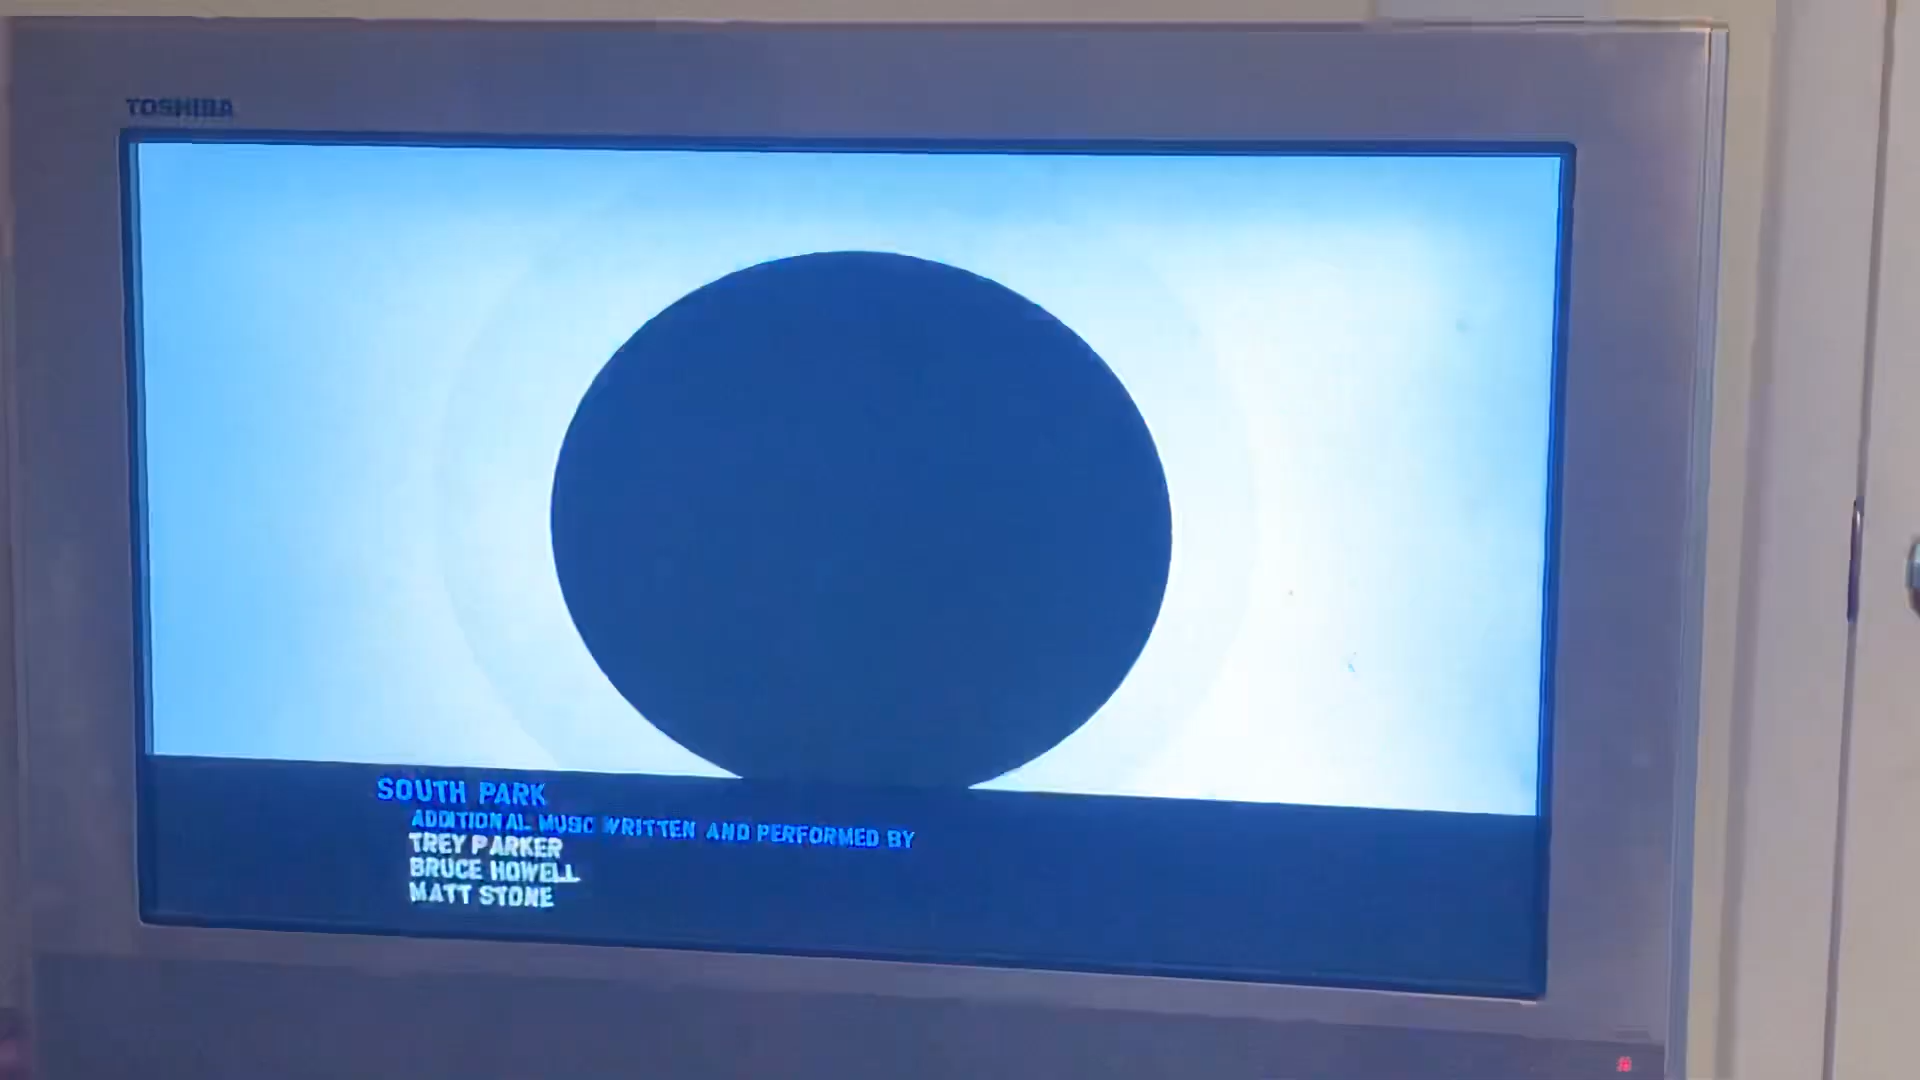 TOSHIBA
SOUTH PARK
ADDITIONAL MUSIC WRITTEN AND PERFORMED BY
TREY PARKER
BRUCE HOWELL
MATT STONE